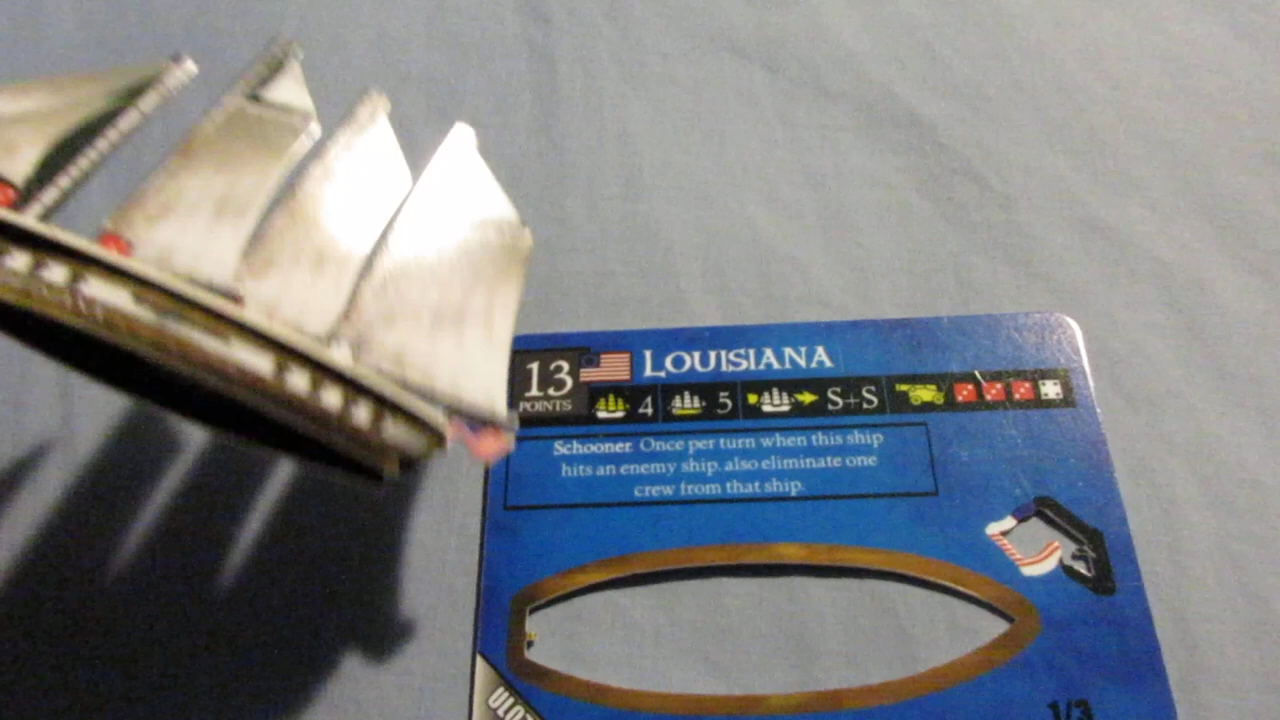 13
POINTS
LOUISIANA
4 5 S+S
Schooner. Once per turn when this ship
hits an enemy ship, also eliminate one
crew from that ship.
1/3